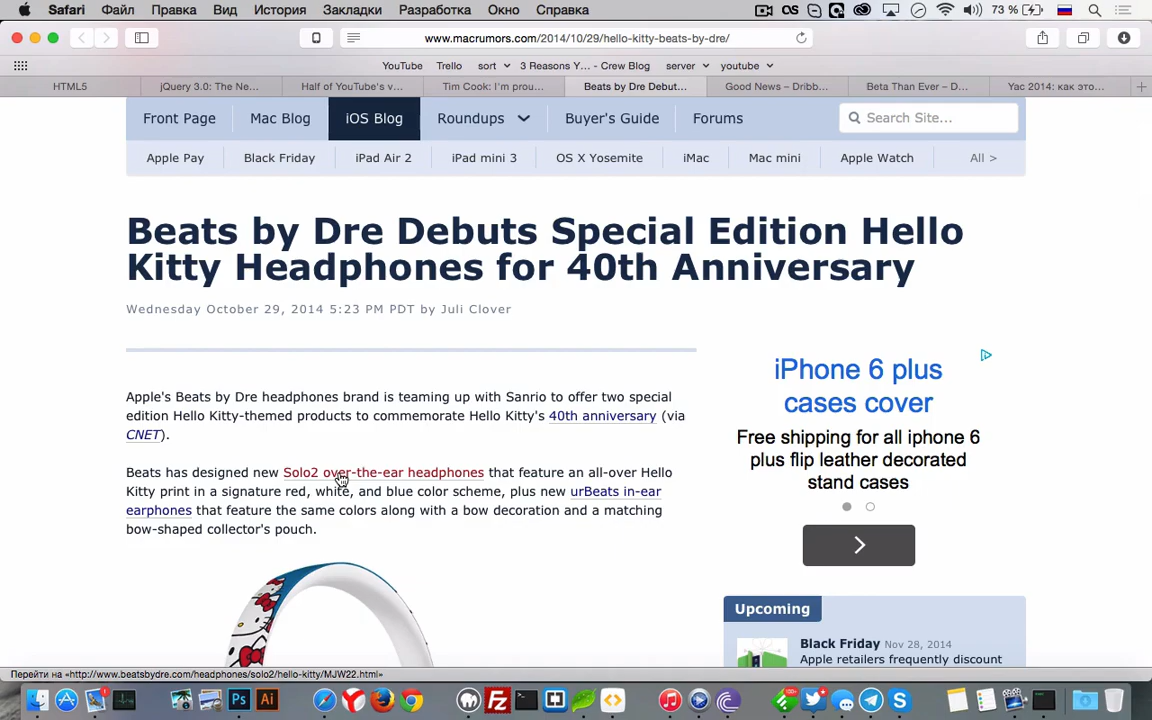 Safari Файл Правка Вид История Закладки Разработка Окно Справка
73 %
www.macrumors.com/2014/10/29/hello-kitty-beats-by-dre/
YouTube Trello sort 3 Reasons Y... – Crew Blog server youtube
HTML5 jQuery 3.0: The Ne... Half of YouTube's v... Tim Cook: I'm prou... Beats by Dre Debut... Good News – Dribb... Beta Than Ever – D... Yac 2014: как это...
Front Page Mac Blog iOS Blog Roundups Buyer's Guide Forums Search Site...
Apple Pay Black Friday iPad Air 2 iPad mini 3 OS X Yosemite iMac Mac mini Apple Watch All >
Beats by Dre Debuts Special Edition Hello
Kitty Headphones for 40th Anniversary
Wednesday October 29, 2014 5:23 PM PDT by Juli Clover
Apple's Beats by Dre headphones brand is teaming up with Sanrio to offer two special
edition Hello Kitty-themed products to commemorate Hello Kitty's 40th anniversary (via
CNET).
Beats has designed new Solo2 over-the-ear headphones that feature an all-over Hello
Kitty print in a signature red, white, and blue color scheme, plus new urBeats in-ear
earphones that feature the same colors along with a bow decoration and a matching
bow-shaped collector's pouch.
iPhone 6 plus
cases cover
Free shipping for all iphone 6
plus flip leather decorated
stand cases
Upcoming
Black Friday Nov 28, 2014
Apple retailers frequently discount
Перейти на «http://www.beatsbydre.com/headphones/solo2/hello-kitty/MJW22.html»
Ps Ai